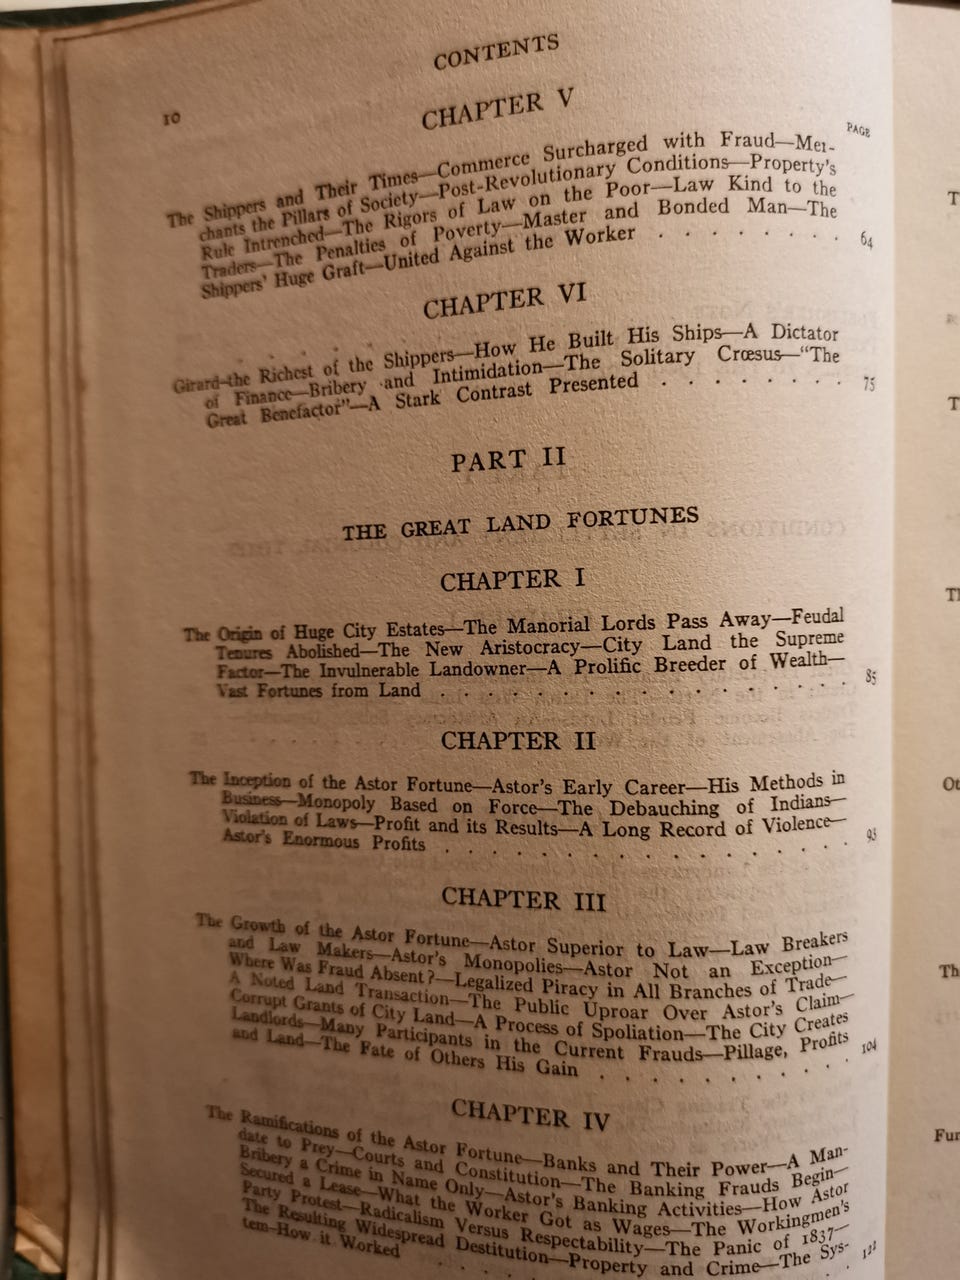 10
CONTENTS
CHAPTER V
PAGE
The Shippers and Their Times—Commerce Surcharged with Fraud—Mer-
chants the Pillars of Society—Post-Revolutionary Conditions—Property's
Rule Intrenched—The Rigors of Law on the Poor—Law Kind to the
Traders—The Penalties of Poverty—Master and Bonded Man—The
Shippers' Huge Graft—United Against the Worker . . . . . . . . 64
CHAPTER VI
Girard—the Richest of the Shippers—How He Built His Ships—A Dictator
of Finance—Bribery and Intimidation—The Solitary Crœsus—“The
Great Benefactor”—A Stark Contrast Presented . . . . . . . . 75
PART II
THE GREAT LAND FORTUNES
CHAPTER I
The Origin of Huge City Estates—The Manorial Lords Pass Away—Feudal
Tenures Abolished—The New Aristocracy—City Land the Supreme
Factor—The Invulnerable Landowner—A Prolific Breeder of Wealth—
Vast Fortunes from Land . . . . . . . . . . . . . . . . 85
CHAPTER II
The Inception of the Astor Fortune—Astor's Early Career—His Methods in
Business—Monopoly Based on Force—The Debauching of Indians—
Violation of Laws—Profit and its Results—A Long Record of Violence—
Astor's Enormous Profits . . . . . . . . . . . . . . . . 93
CHAPTER III
The Growth of the Astor Fortune—Astor Superior to Law—Law Breakers
and Law Makers—Astor's Monopolies—Astor Not an Exception—
Where Was Fraud Absent?—Legalized Piracy in All Branches of Trade—
A Noted Land Transaction—The Public Uproar Over Astor's Claim—
Corrupt Grants of City Land—A Process of Spoliation—The City Creates
Landlords—Many Participants in the Current Frauds—Pillage, Profits
and Land—The Fate of Others His Gain . . . . . . . . . . 104
CHAPTER IV
The Ramifications of the Astor Fortune—Banks and Their Power—A Man-
date to Prey—Courts and Constitution—The Banking Frauds Begin—
Bribery a Crime in Name Only—Astor's Banking Activities—How Astor
Secured a Lease—What the Worker Got as Wages—The Workingmen's
Party Protest—Radicalism Versus Respectability—The Panic of 1837—
The Resulting Widespread Destitution—Property and Crime—The Sys-
tem—How it Worked
T
T
Tl
Ot
Th
Fur